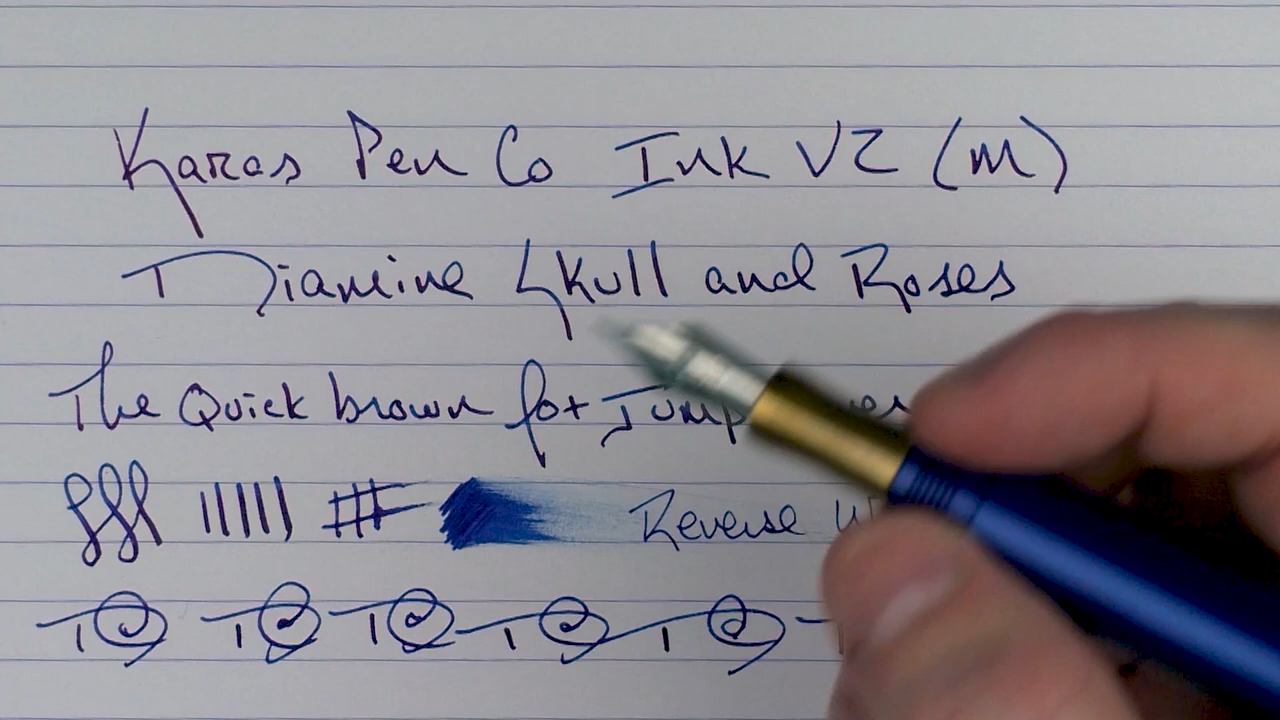 Karas Pen Co Ink V2 (M)
Diamine Skull and Roses
The Quick brown fox Jump
Reverse